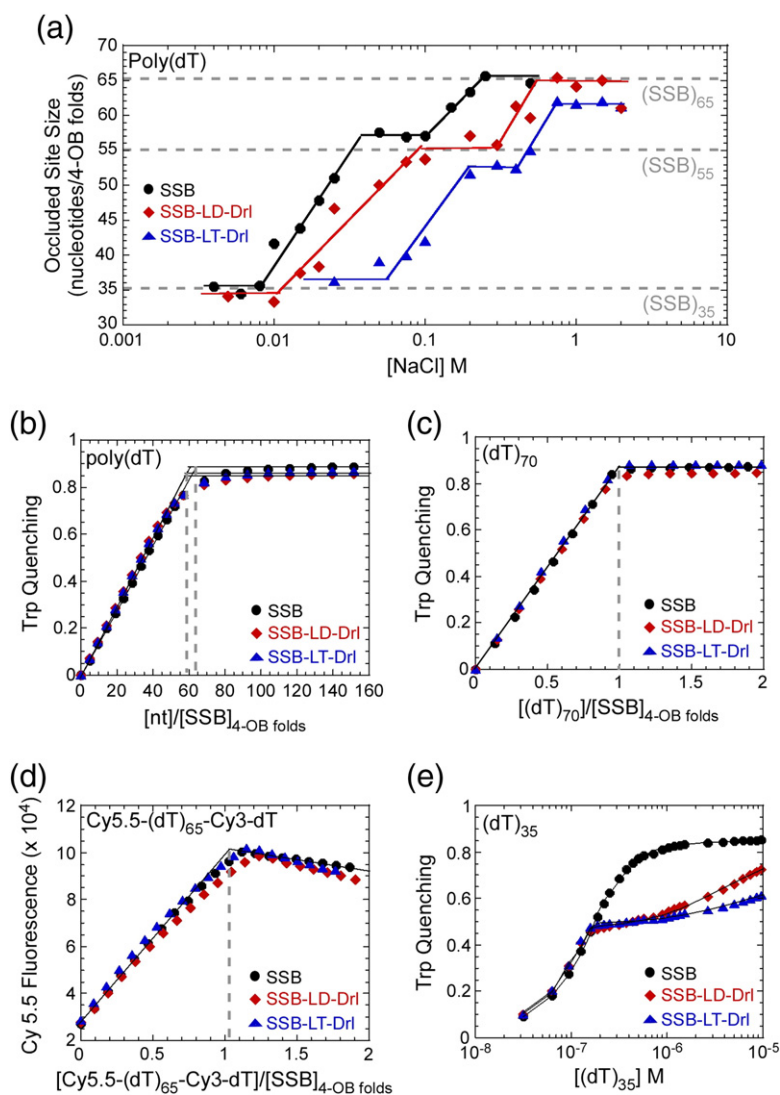 (a)
Poly(dT)
Occluded Site Size
(nucleotides/4-OB folds)
70
65
60
55
50
45
40
35
30
(SSB)65
(SSB)55
(SSB)35
SSB
SSB-LD-Drl
SSB-LT-Drl
0.001 0.01 0.1 1 10
[NaCl] M
(b)
poly(dT)
Trp Quenching
1
0.8
0.6
0.4
0.2
0
SSB
SSB-LD-Drl
SSB-LT-Drl
0 20 40 60 80 100 120 140 160
[nt]/[SSB]4-OB folds
(c)
(dT)70
Trp Quenching
1
0.8
0.6
0.4
0.2
0
SSB
SSB-LD-Drl
SSB-LT-Drl
0 0.5 1 1.5 2
[(dT)70]/[SSB]4-OB folds
(d)
Cy5.5-(dT)65-Cy3-dT
Cy 5.5 Fluorescence (x 10^4)
12
10
8
6
4
2
SSB
SSB-LD-Drl
SSB-LT-Drl
0 0.5 1 1.5 2
[Cy5.5-(dT)65-Cy3-dT]/[SSB]4-OB folds
(e)
(dT)35
Trp Quenching
1
0.8
0.6
0.4
0.2
0
SSB
SSB-LD-Drl
SSB-LT-Drl
10^-8 10^-7 10^-6 10^-5
[(dT)35] M